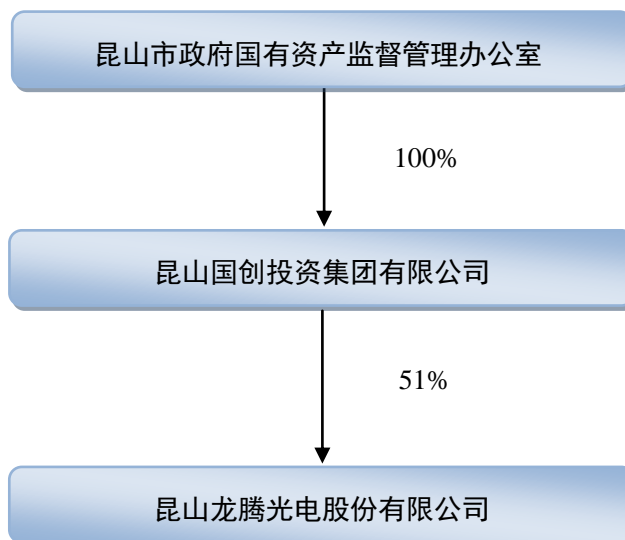 昆山市政府国有资产监督管理办公室
100%
昆山国创投资集团有限公司
51%
昆山龙腾光电股份有限公司